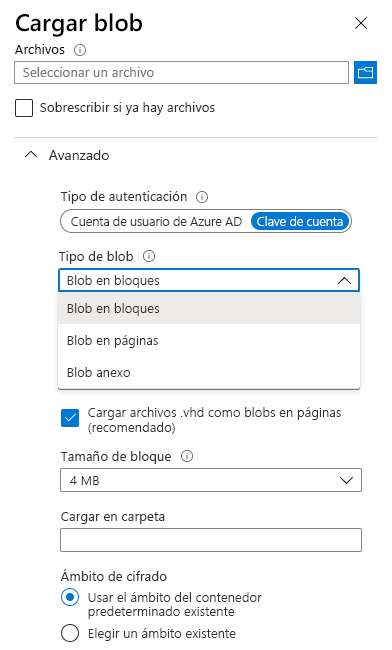 Cargar blob
Archivos
Seleccionar un archivo
Sobrescribir si ya hay archivos
Avanzado
Tipo de autenticación
Cuenta de usuario de Azure AD Clave de cuenta
Tipo de blob
Blob en bloques
Blob en bloques
Blob en páginas
Blob anexo
Cargar archivos .vhd como blobs en páginas
(recomendado)
Tamaño de bloque
4 MB
Cargar en carpeta
Ámbito de cifrado
Usar el ámbito del contenedor
predeterminado existente
Elegir un ámbito existente